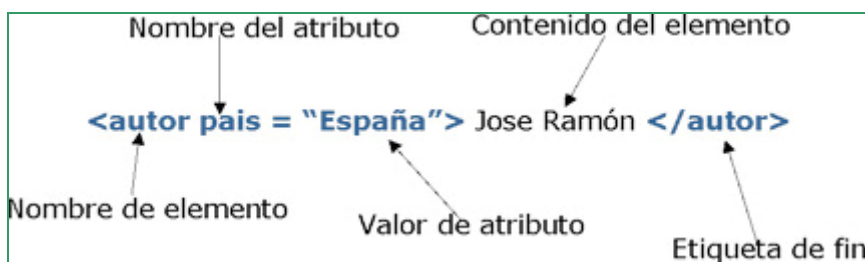 Nombre del atributo
Contenido del elemento
<autor pais = “España”> Jose Ramón </autor>
Nombre de elemento
Valor de atributo
Etiqueta de fin